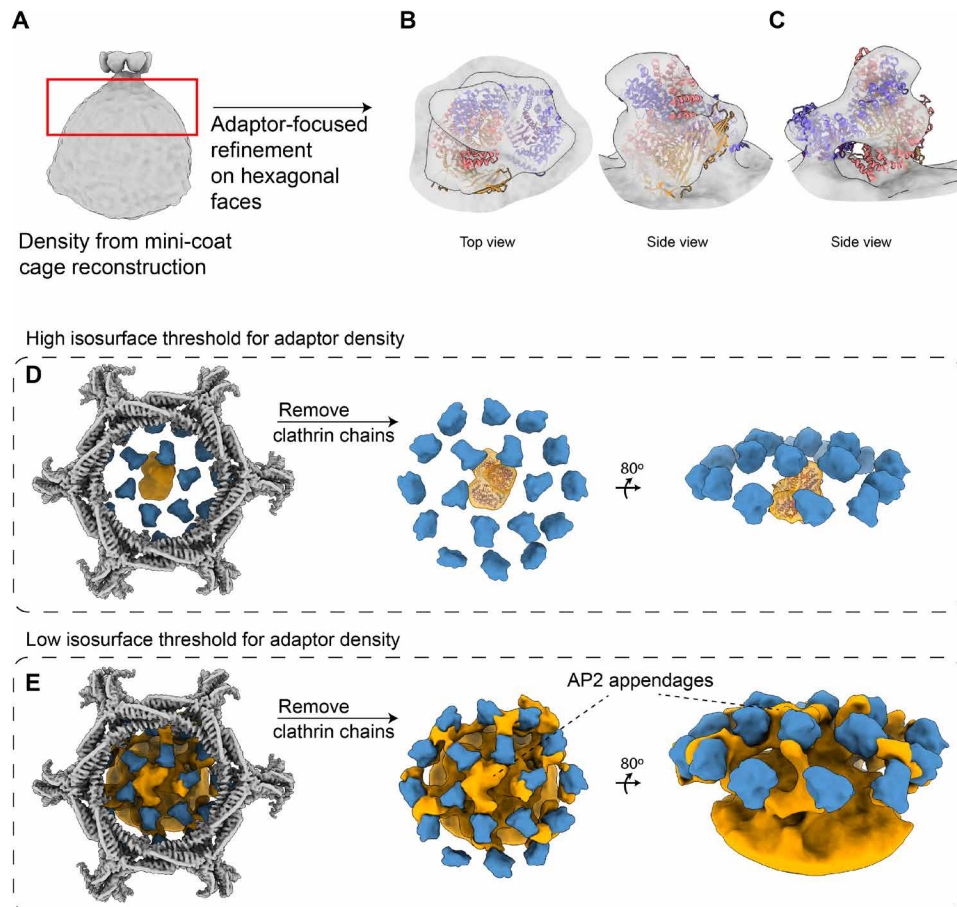 A
B
C
Adaptor-focused
refinement
on hexagonal
faces
Density from mini-coat
cage reconstruction
Top view
Side view
Side view
High isosurface threshold for adaptor density
D
Remove
clathrin chains
80º
Low isosurface threshold for adaptor density
E
Remove
clathrin chains
AP2 appendages
80º